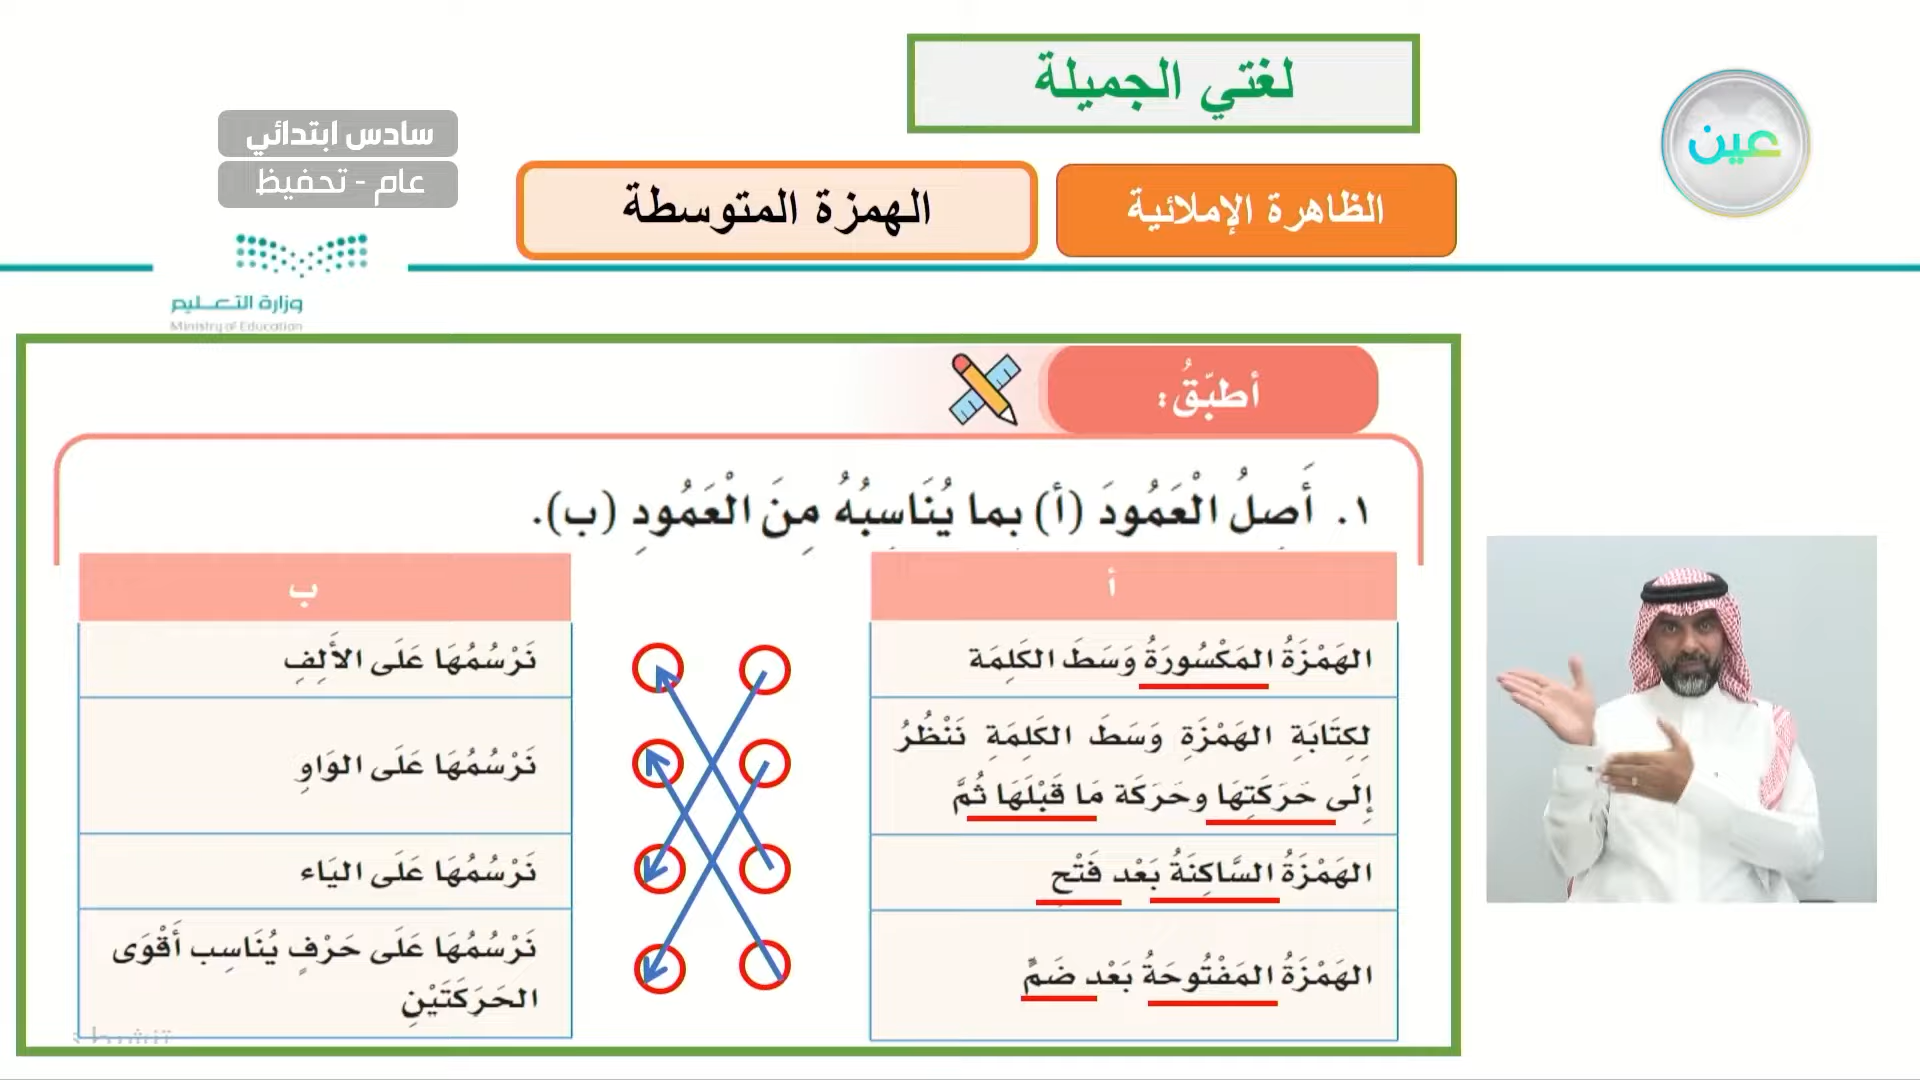 لغتي الجميلة
عين
سادس ابتدائي
عام - تحفيظ
الظاهرة الإملائية
الهمزة المتوسطة
وزارة التعليم
Ministry of Education
أطبّقُ:
١. أَصِلُ الْعَمُودَ (أ) بما يُنَاسِبُهُ مِنَ الْعَمُودِ (ب).
أ
ب
الهَمْزَةُ المَكْسُورَةُ وَسَطَ الكَلِمَة
نَرْسُمُهَا عَلَى الأَلِفِ
لِكِتَابَةِ الهَمْزَةِ وَسَطَ الكَلِمَةِ نَنْظُرُ
إِلَى حَرَكَتِهَا وحَرَكَة مَا قَبْلَهَا ثُمَّ
نَرْسُمُهَا عَلَى الوَاوِ
الهَمْزَةُ السَّاكِنَةُ بَعْد فَتْحِ
نَرْسُمُهَا عَلَى اليَاء
الهَمْزَةُ المَفْتُوحَةُ بَعْد ضَمٍّ
نَرْسُمُهَا عَلَى حَرْفٍ يُنَاسِب أَقْوَى
الحَرَكَتَيْنِ